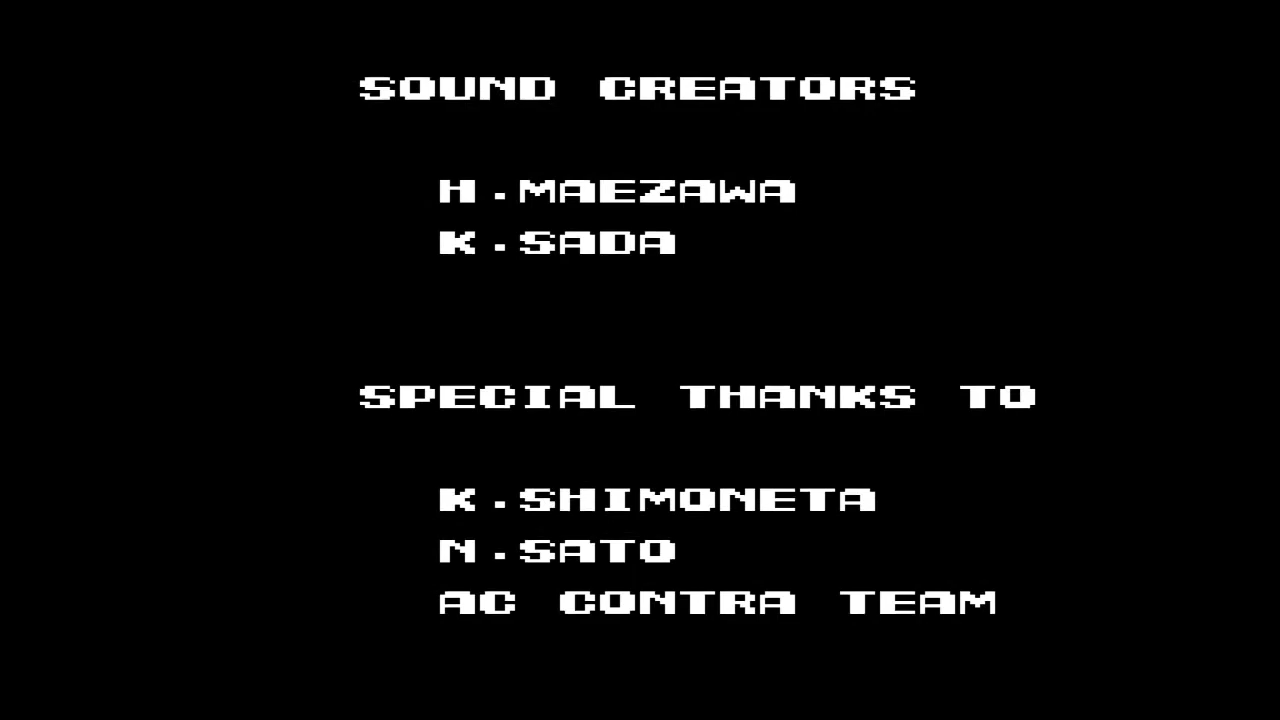 SOUND CREATORS
H.MAEZAWA
K.SADA
SPECIAL THANKS TO
K.SHIMONETA
N.SATO
AC CONTRA TEAM